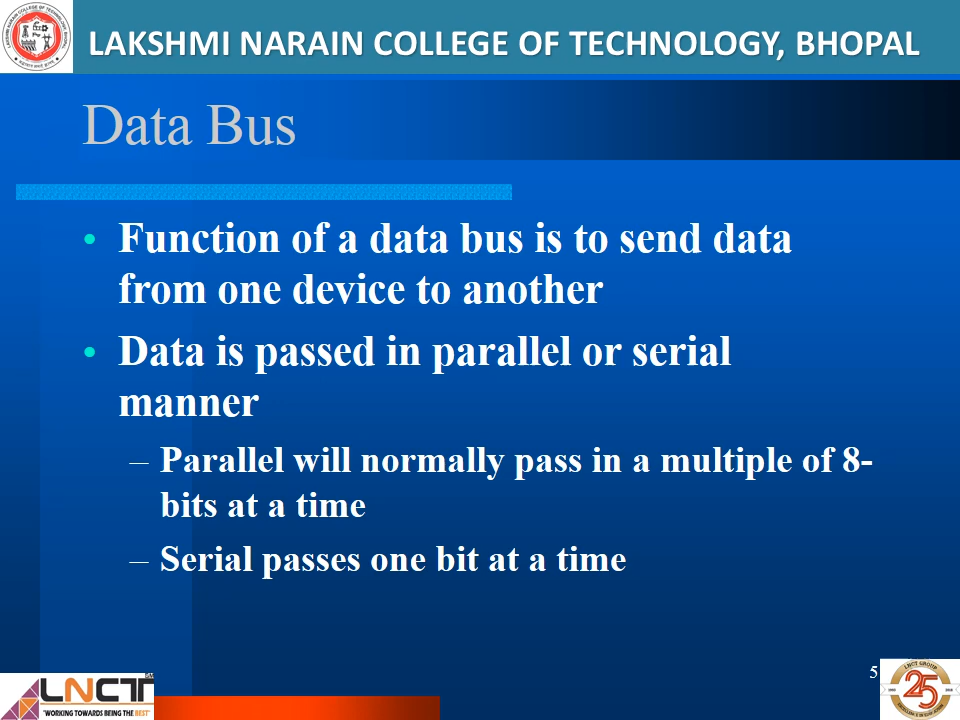 LAKSHMI NARAIN COLLEGE OF TECHNOLOGY, BHOPAL
Data Bus
• Function of a data bus is to send data
from one device to another
• Data is passed in parallel or serial
manner
– Parallel will normally pass in a multiple of 8-
bits at a time
– Serial passes one bit at a time
5
LNCT
"WORKING TOWARDS BEING THE BEST"
LNCT GROUP
25